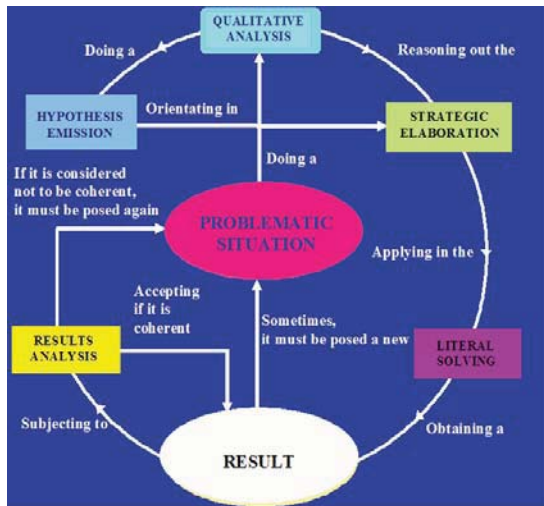 QUALITATIVE
ANALYSIS
Doing a
Reasoning out the
HYPOTHESIS
EMISSION
Orientating in
STRATEGIC
ELABORATION
Doing a
If it is considered
not to be coherent,
it must be posed again
PROBLEMATIC
SITUATION
Applying in the
Accepting
if it is
coherent
Sometimes,
it must be posed a new
RESULTS
ANALYSIS
LITERAL
SOLVING
Subjecting to
Obtaining a
RESULT